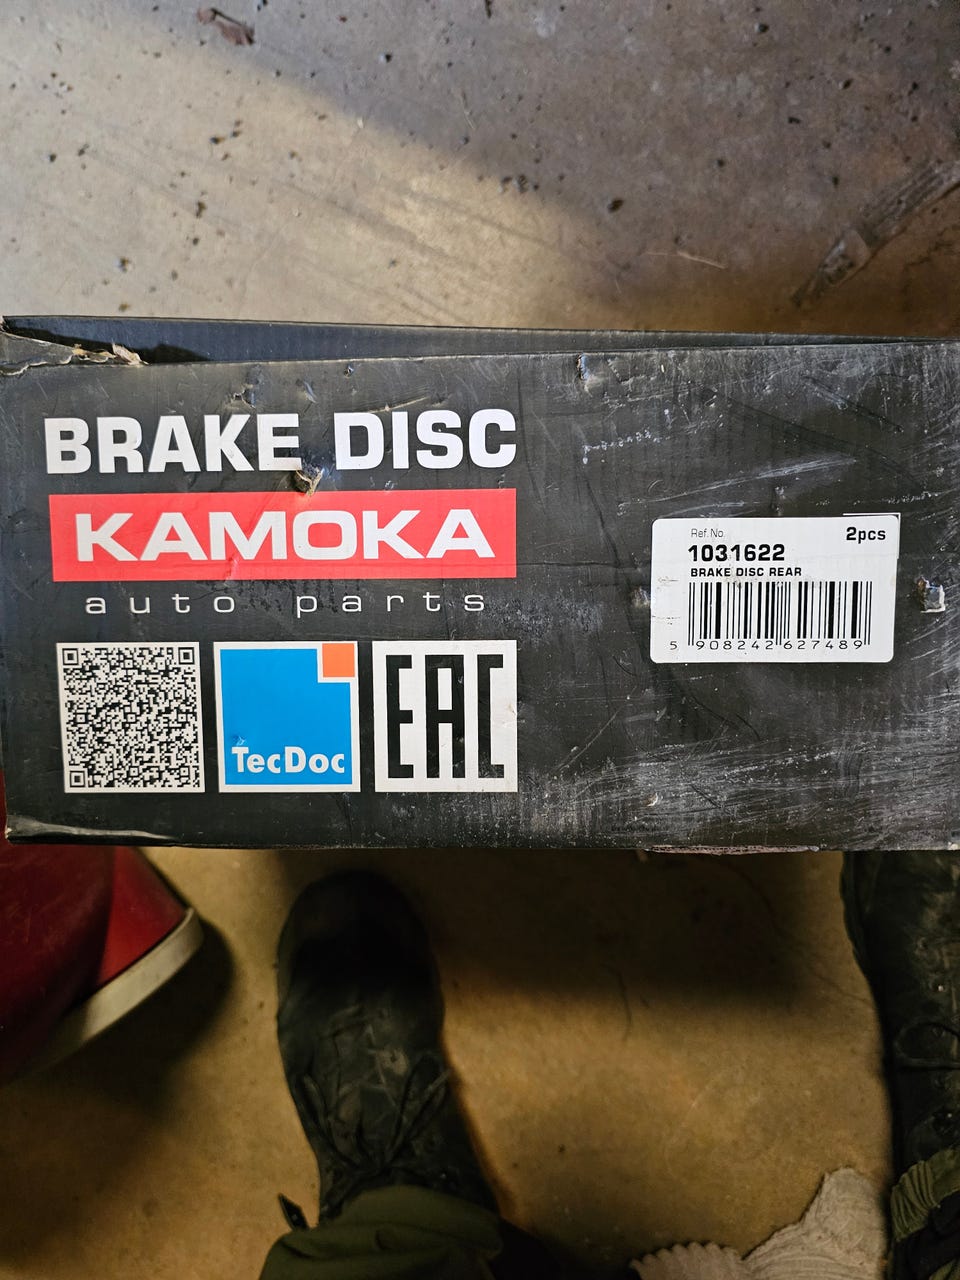 BRAKE DISC
KAMOKA
auto parts
TecDoc
EAC
Ref.No. 2pcs
1031622
BRAKE DISC REAR
5 908242 627489